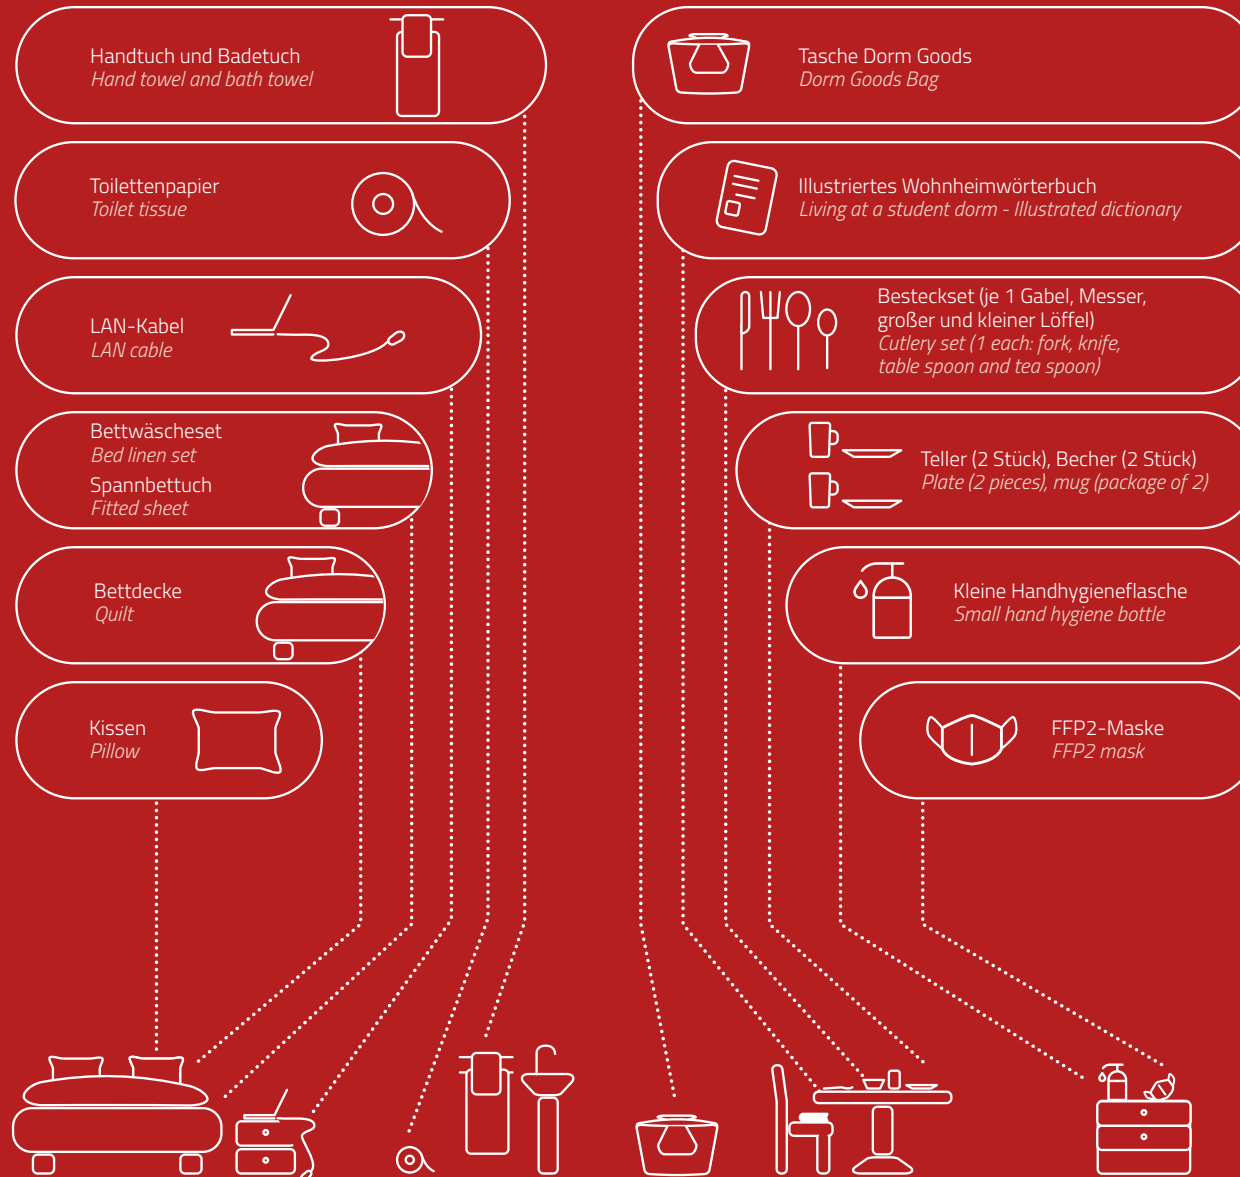 Handtuch und Badetuch
Hand towel and bath towel
Toilettenpapier
Toilet tissue
LAN-Kabel
LAN cable
Bettwäscheset
Bed linen set
Spannbettuch
Fitted sheet
Bettdecke
Quilt
Kissen
Pillow
Tasche Dorm Goods
Dorm Goods Bag
Illustriertes Wohnheimwörterbuch
Living at a student dorm - Illustrated dictionary
Besteckset (je 1 Gabel, Messer,
großer und kleiner Löffel)
Cutlery set (1 each: fork, knife,
table spoon and tea spoon)
Teller (2 Stück), Becher (2 Stück)
Plate (2 pieces), mug (package of 2)
Kleine Handhygieneflasche
Small hand hygiene bottle
FFP2-Maske
FFP2 mask